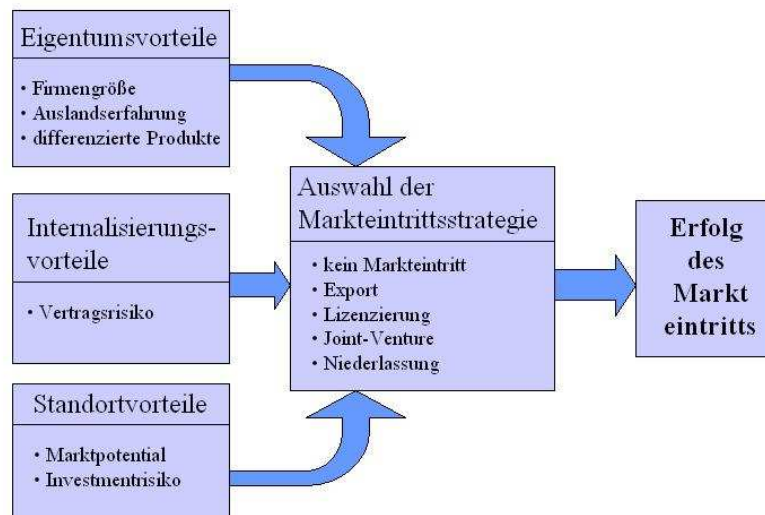 Eigentumsvorteile
• Firmengröße
• Auslandserfahrung
• differenzierte Produkte
Internalisierungs-
vorteile
• Vertragsrisiko
Standortvorteile
• Marktpotential
• Investmentrisiko
Auswahl der
Markteintrittsstrategie
• kein Markteintritt
• Export
• Lizenzierung
• Joint-Venture
• Niederlassung
Erfolg
des
Markt
eintritts